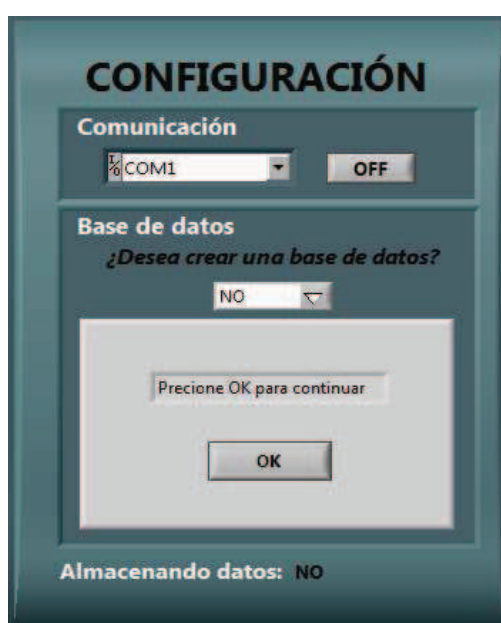 CONFIGURACIÓN
Comunicación
I/O COM1 OFF
Base de datos
¿Desea crear una base de datos?
NO
Precione OK para continuar
OK
Almacenando datos: NO